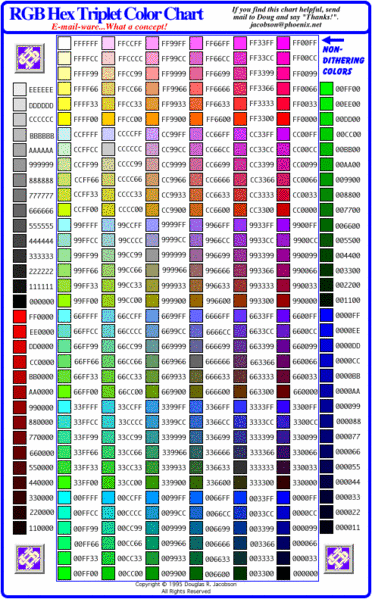 RGB Hex Triplet Color Chart
E-mail-ware...What a concept!
If you find this chart helpful, send
mail to Doug and say "Thanks!".
jacobson@phoenix.net
NON-
DITHERING
COLORS
FFFFFF FFCCFF FF99FF FF66FF FF33FF FF00FF
FFFFCC FFCCCC FF99CC FF66CC FF33CC FF00CC
FFFF99 FFCC99 FF9999 FF6699 FF3399 FF0099
EEEEEE FFFF66 FFCC66 FF9966 FF6666 FF3366 FF0066 00FF00
DDDDDD FFFF33 FFCC33 FF9933 FF6633 FF3333 FF0033 00EE00
CCCCCC FFFF00 FFCC00 FF9900 FF6600 FF3300 FF0000 00DD00
BBBBBB CCFFFF CCCCFF CC99FF CC66FF CC33FF CC00FF 00CC00
AAAAAA CCFFCC CCCCCC CC99CC CC66CC CC33CC CC00CC 00BB00
999999 CCFF99 CCCC99 CC9999 CC6699 CC3399 CC0099 00AA00
888888 CCFF66 CCCC66 CC9966 CC6666 CC3366 CC0066 009900
777777 CCFF33 CCCC33 CC9933 CC6633 CC3333 CC0033 008800
666666 CCFF00 CCCC00 CC9900 CC6600 CC3300 CC0000 007700
555555 99FFFF 99CCFF 9999FF 9966FF 9933FF 9900FF 006600
444444 99FFCC 99CCCC 9999CC 9966CC 9933CC 9900CC 005500
333333 99FF99 99CC99 999999 996699 993399 990099 004400
222222 99FF66 99CC66 999966 996666 993366 990066 003300
111111 99FF33 99CC33 999933 996633 993333 990033 002200
000000 99FF00 99CC00 999900 996600 993300 990000 001100
FF0000 66FFFF 66CCFF 6699FF 6666FF 6633FF 6600FF 0000FF
EE0000 66FFCC 66CCCC 6699CC 6666CC 6633CC 6600CC 0000EE
DD0000 66FF99 66CC99 669999 666699 663399 660099 0000DD
CC0000 66FF66 66CC66 669966 666666 663366 660066 0000CC
BB0000 66FF33 66CC33 669933 666633 663333 660033 0000BB
AA0000 66FF00 66CC00 669900 666600 663300 660000 0000AA
990000 33FFFF 33CCFF 3399FF 3366FF 3333FF 3300FF 000099
880000 33FFCC 33CCCC 3399CC 3366CC 3333CC 3300CC 000088
770000 33FF99 33CC99 339999 336699 333399 330099 000077
660000 33FF66 33CC66 339966 336666 333366 330066 000066
550000 33FF33 33CC33 339933 336633 333333 330033 000055
440000 33FF00 33CC00 339900 336600 333300 330000 000044
330000 00FFFF 00CCFF 0099FF 0066FF 0033FF 0000FF 000033
220000 00FFCC 00CCCC 0099CC 0066CC 0033CC 0000CC 000022
110000 00FF99 00CC99 009999 006699 003399 000099 000011
00FF66 00CC66 009966 006666 003366 000066
00FF33 00CC33 009933 006633 003333 000033
00FF00 00CC00 009900 006600 003300 000000
Copyright © 1995 Douglas R. Jacobson
All Rights Reserved